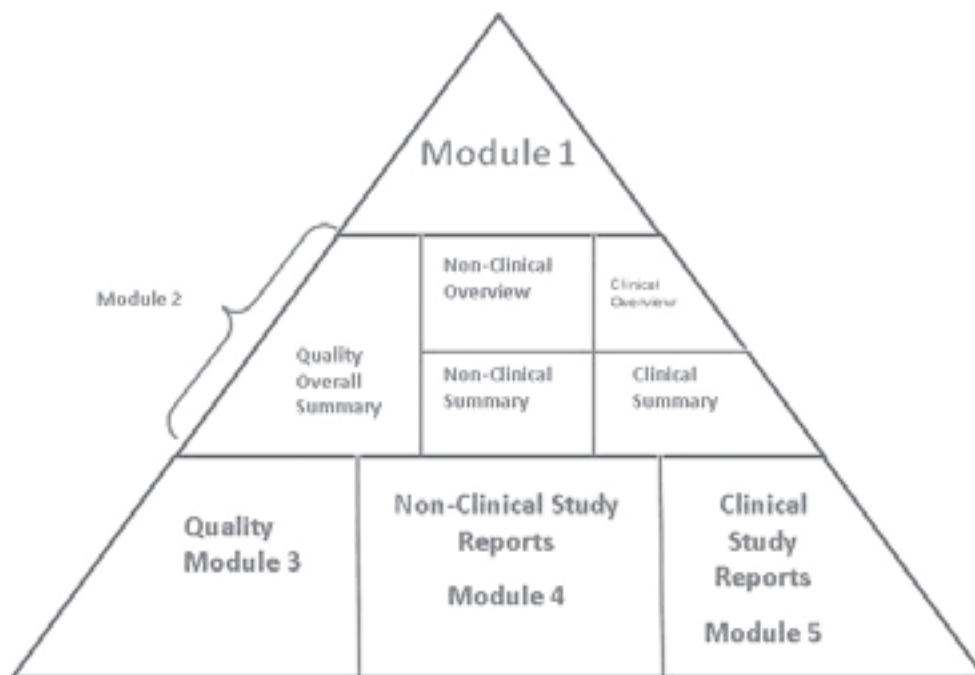 Module 1
Module 2
Non-Clinical
Overview
Clinical
Overview
Quality
Overall
Summary
Non-Clinical
Summary
Clinical
Summary
Quality
Module 3
Non-Clinical Study
Reports
Module 4
Clinical
Study
Reports
Module 5